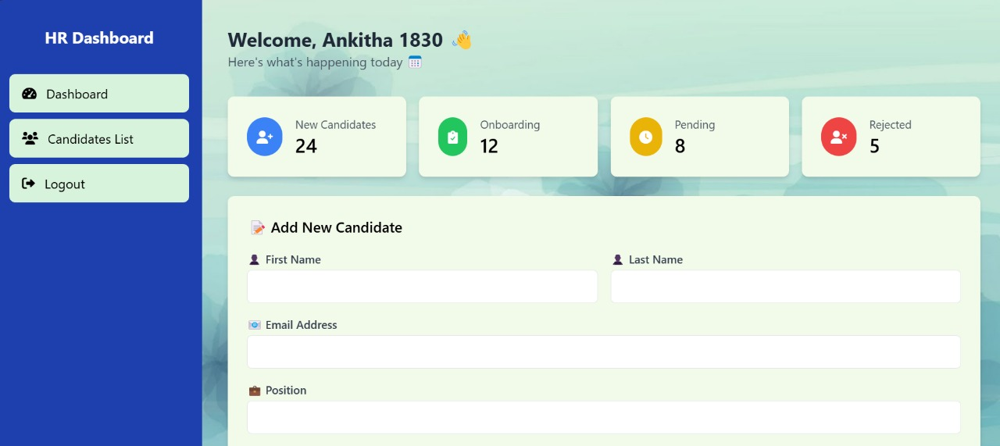 HR Dashboard
Dashboard
Candidates List
Logout
Welcome, Ankitha 1830 👋
Here's what's happening today
New Candidates
24
Onboarding
12
Pending
8
Rejected
5
Add New Candidate
First Name
Last Name
Email Address
Position